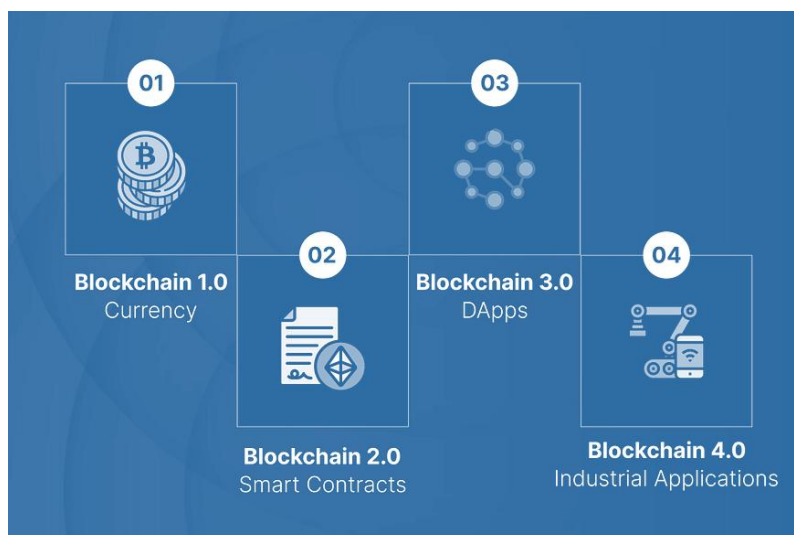 01
Blockchain 1.0
Currency
02
Blockchain 2.0
Smart Contracts
03
Blockchain 3.0
DApps
04
Blockchain 4.0
Industrial Applications